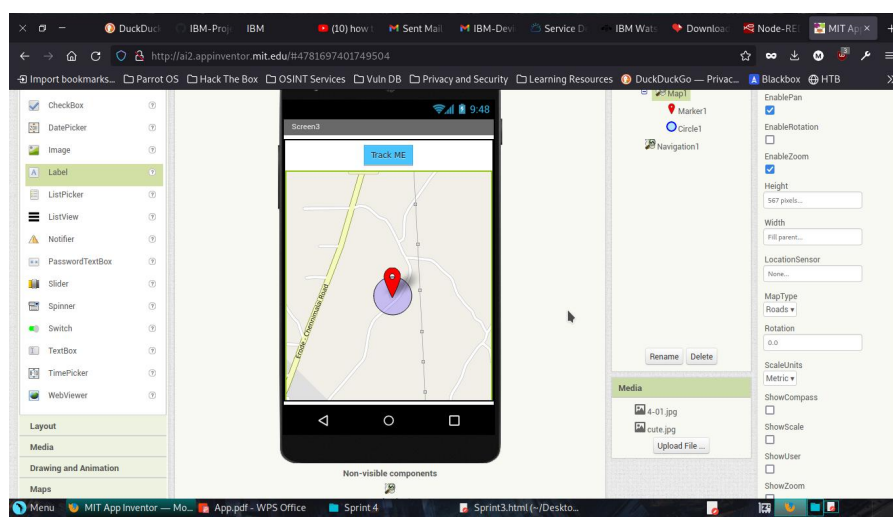 DuckDuck
IBM-Proj
IBM
(10) how t
Sent Mail
IBM-Devi
Service D
IBM Wats
Downloac
Node-RE
MIT Ap
http://ai2.appinventor.mit.edu/#4781697401749504
Import bookmarks...
Parrot OS
Hack The Box
OSINT Services
Vuln DB
Privacy and Security
Learning Resources
DuckDuckGo — Privac...
Blackbox
HTB
CheckBox
DatePicker
Image
Label
ListPicker
ListView
Notifier
PasswordTextBox
Slider
Spinner
Switch
TextBox
TimePicker
WebViewer
Layout
Media
Drawing and Animation
Maps
9:48
Screen3
Track ME
Erode - Chennimalai Road
Non-visible components
Map1
Marker1
Circle1
Navigation1
Rename
Delete
Media
4-01.jpg
cute.jpg
Upload File ...
EnablePan
EnableRotation
EnableZoom
Height
567 pixels...
Width
Fill parent...
LocationSensor
None...
MapType
Roads
Rotation
0.0
ScaleUnits
Metric
ShowCompass
ShowScale
ShowUser
ShowZoom
Menu
MIT App Inventor — Mo...
App.pdf - WPS Office
Sprint 4
Sprint3.html (~/Deskto...